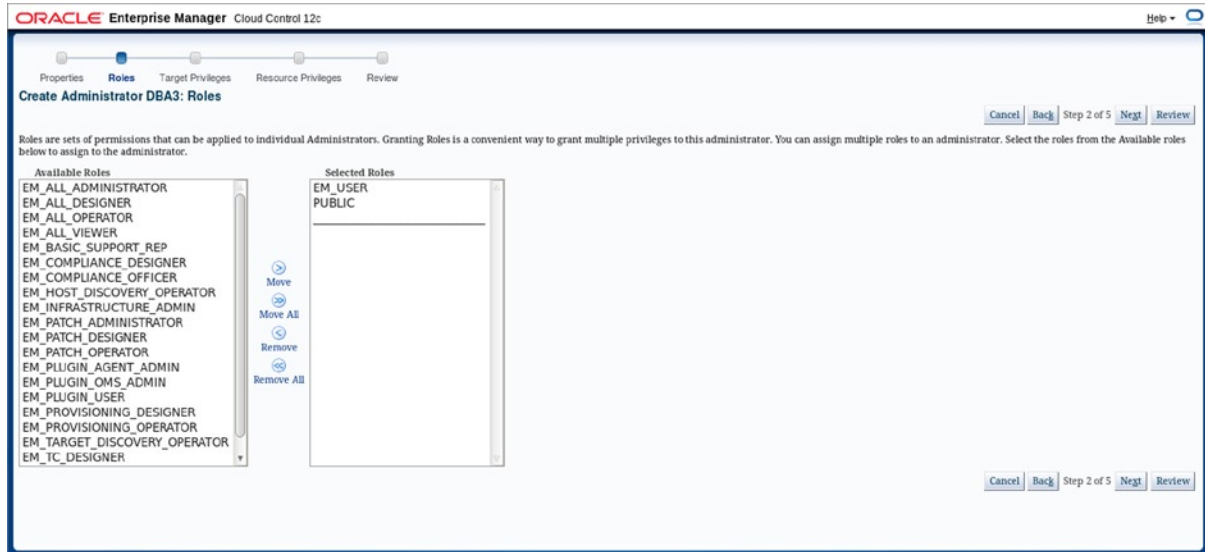 ORACLE Enterprise Manager Cloud Control 12c
Help
Properties Roles Target Privileges Resource Privileges Review
Create Administrator DBA3: Roles
Cancel Back Step 2 of 5 Next Review
Roles are sets of permissions that can be applied to individual Administrators. Granting Roles is a convenient way to grant multiple privileges to this administrator. You can assign multiple roles to an administrator. Select the roles from the Available roles
below to assign to the administrator.
Available Roles
EM_ALL_ADMINISTRATOR
EM_ALL_DESIGNER
EM_ALL_OPERATOR
EM_ALL_VIEWER
EM_BASIC_SUPPORT_REP
EM_COMPLIANCE_DESIGNER
EM_COMPLIANCE_OFFICER
EM_HOST_DISCOVERY_OPERATOR
EM_INFRASTRUCTURE_ADMIN
EM_PATCH_ADMINISTRATOR
EM_PATCH_DESIGNER
EM_PATCH_OPERATOR
EM_PLUGIN_AGENT_ADMIN
EM_PLUGIN_OMS_ADMIN
EM_PLUGIN_USER
EM_PROVISIONING_DESIGNER
EM_PROVISIONING_OPERATOR
EM_TARGET_DISCOVERY_OPERATOR
EM_TC_DESIGNER
Move
Move All
Remove
Remove All
Selected Roles
EM_USER
PUBLIC
Cancel Back Step 2 of 5 Next Review